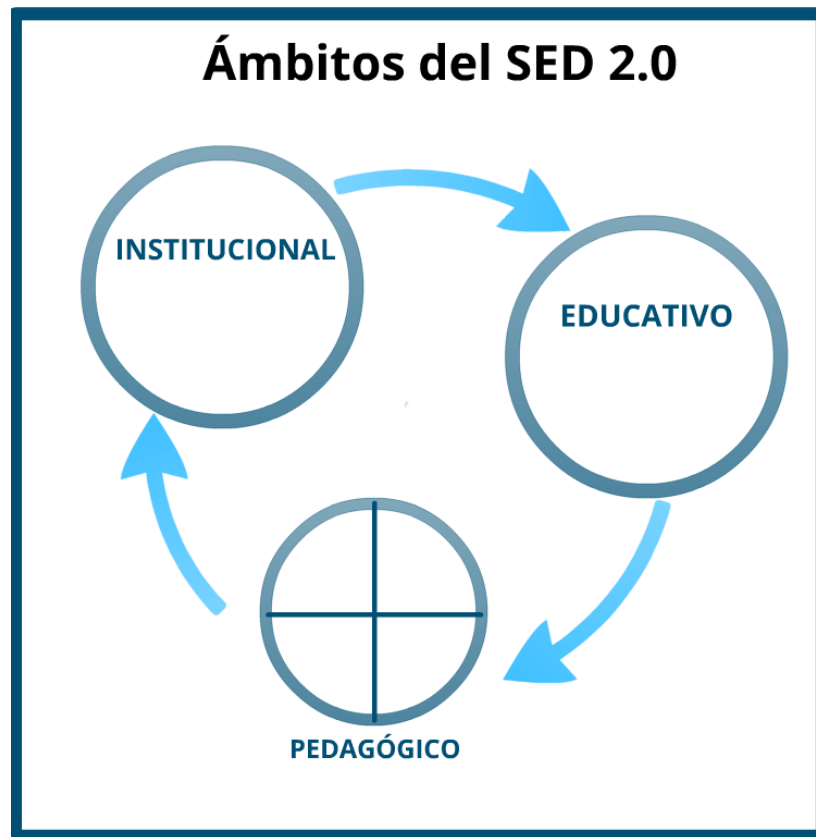 Ámbitos del SED 2.0
INSTITUCIONAL
EDUCATIVO
PEDAGÓGICO